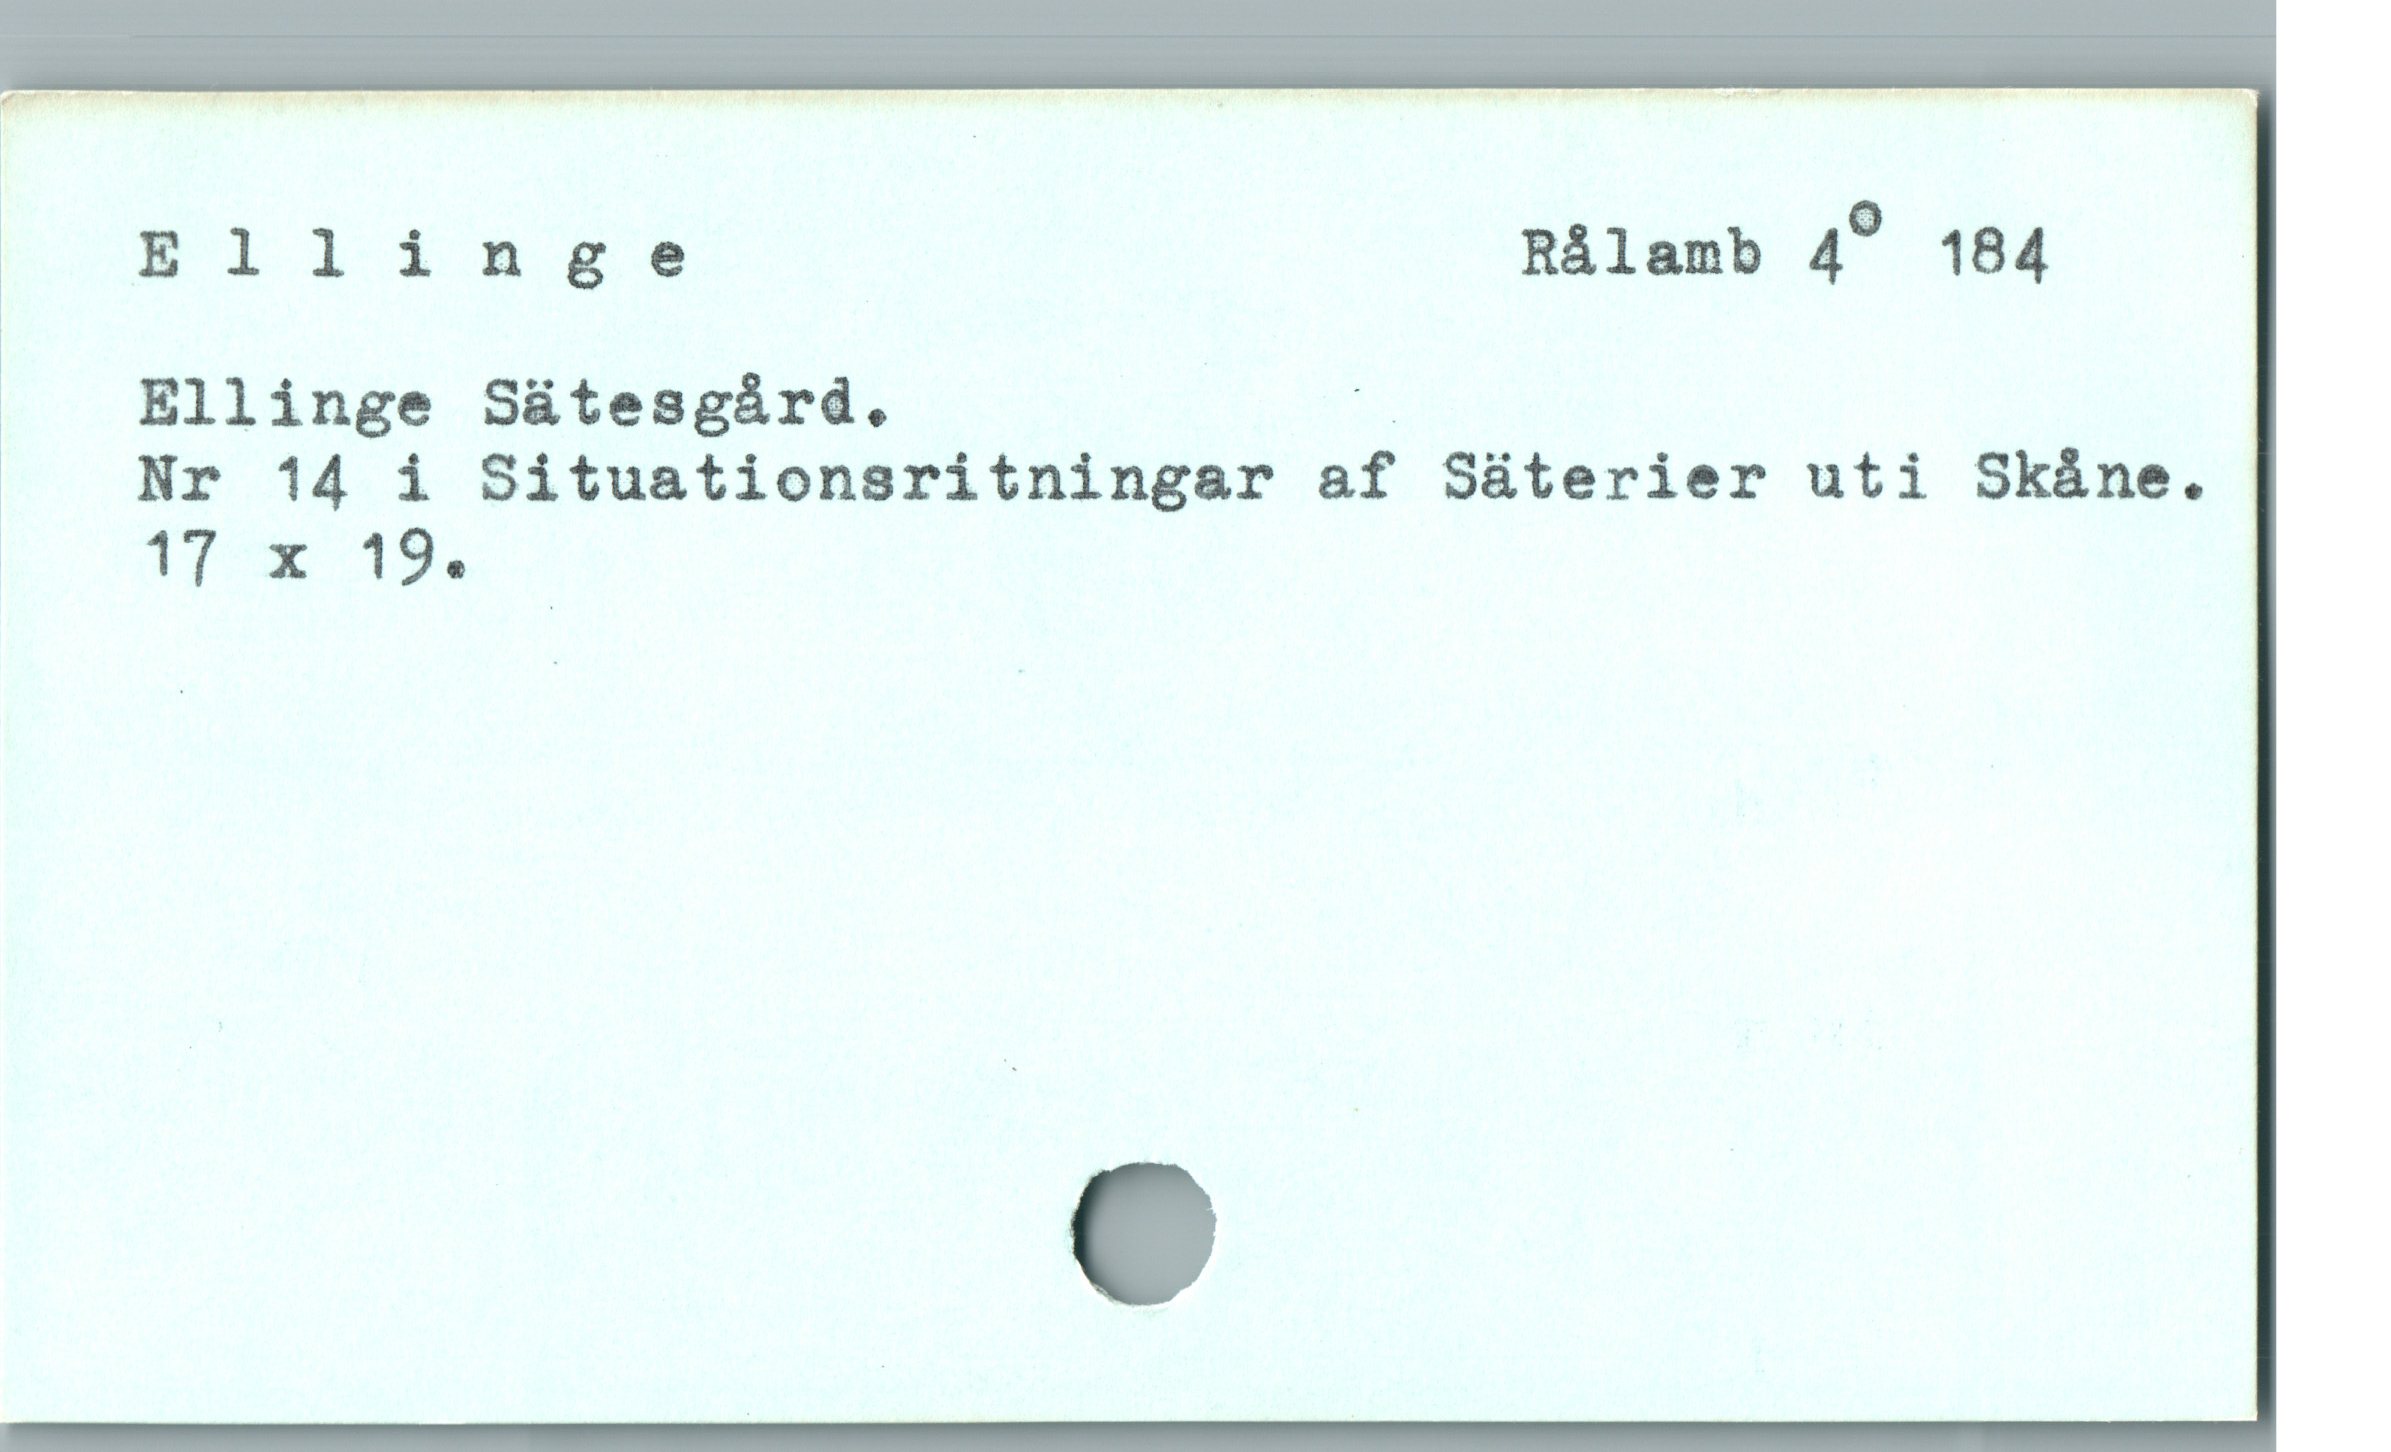 E l l i n g e Rålamb 4° 184
Ellinge Sätesgård.
Nr 14 i Situationsritningar af Säterier uti Skåne.
17 x 19.